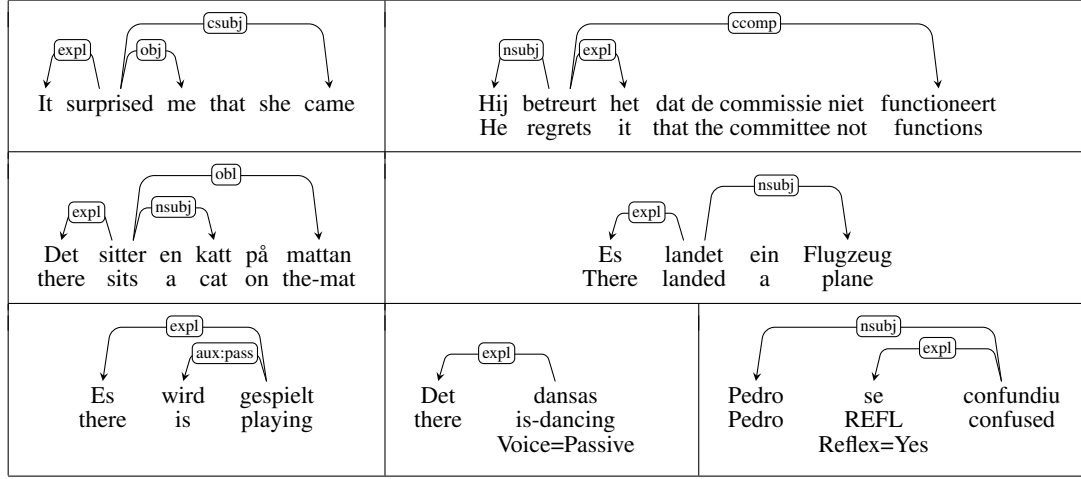 csubj
expl obj
It surprised me that she came
ccomp
nsubj expl
Hij betreurt het dat de commissie niet functioneert
He regrets it that the committee not functions
obl
expl nsubj
Det sitter en katt på mattan
there sits a cat on the-mat
nsubj
expl
Es landet ein Flugzeug
There landed a plane
expl
aux:pass
Es wird gespielt
there is playing
expl
Det dansas
there is-dancing
Voice=Passive
nsubj
expl
Pedro se confundiu
Pedro REFL confused
Reflex=Yes